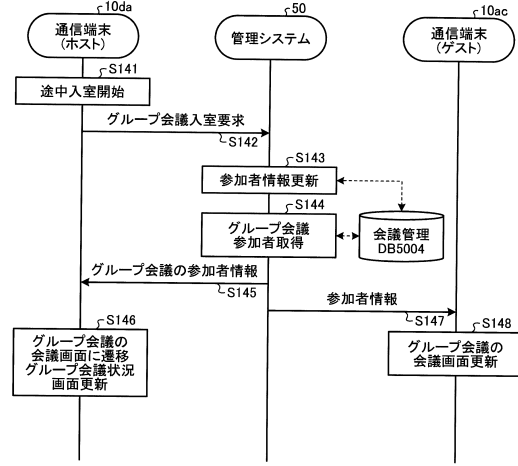 10da
通信端末
(ホスト)
50
管理システム
10ac
通信端末
(ゲスト)
S141
途中入室開始
グループ会議入室要求
S142
S143
参加者情報更新
S144
グループ会議
参加者取得
会議管理
DB5004
グループ会議の参加者情報
S145
参加者情報
S147
S146
グループ会議の
会議画面に遷移
グループ会議状況
画面更新
S148
グループ会議の
会議画面更新